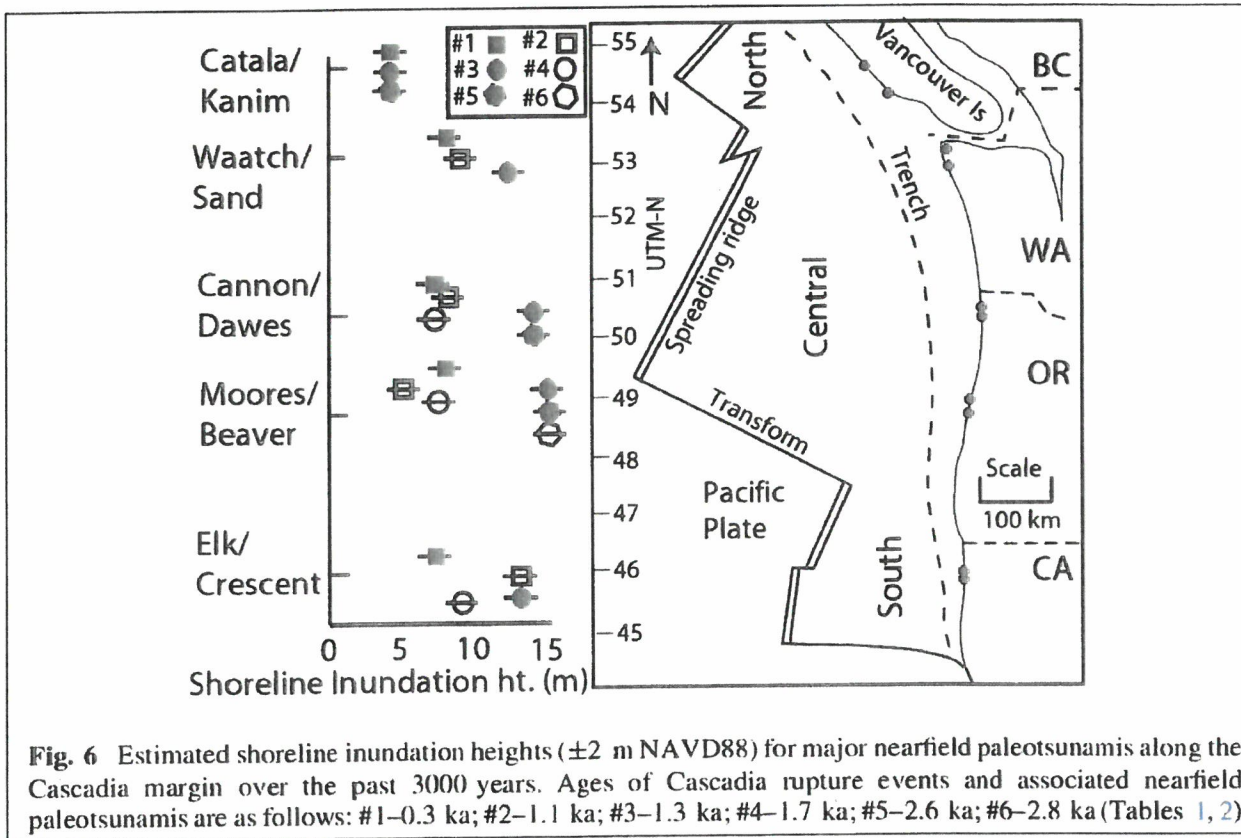 #1 #2
#3 #4
#5 #6
Catala/
Kanim
Waatch/
Sand
Cannon/
Dawes
Moores/
Beaver
Elk/
Crescent
0 5 10 15
Shoreline Inundation ht. (m)
55
54
53
52
51
50
49
48
47
46
45
UTM-N
N
North
Central
South
Spreading ridge
Transform
Trench
Pacific
Plate
Vancouver Is
BC
WA
OR
CA
Scale
100 km
Fig. 6 Estimated shoreline inundation heights (±2 m NAVD88) for major nearfield paleotsunamis along the
Cascadia margin over the past 3000 years. Ages of Cascadia rupture events and associated nearfield
paleotsunamis are as follows: #1–0.3 ka; #2–1.1 ka; #3–1.3 ka; #4–1.7 ka; #5–2.6 ka; #6–2.8 ka (Tables 1, 2)